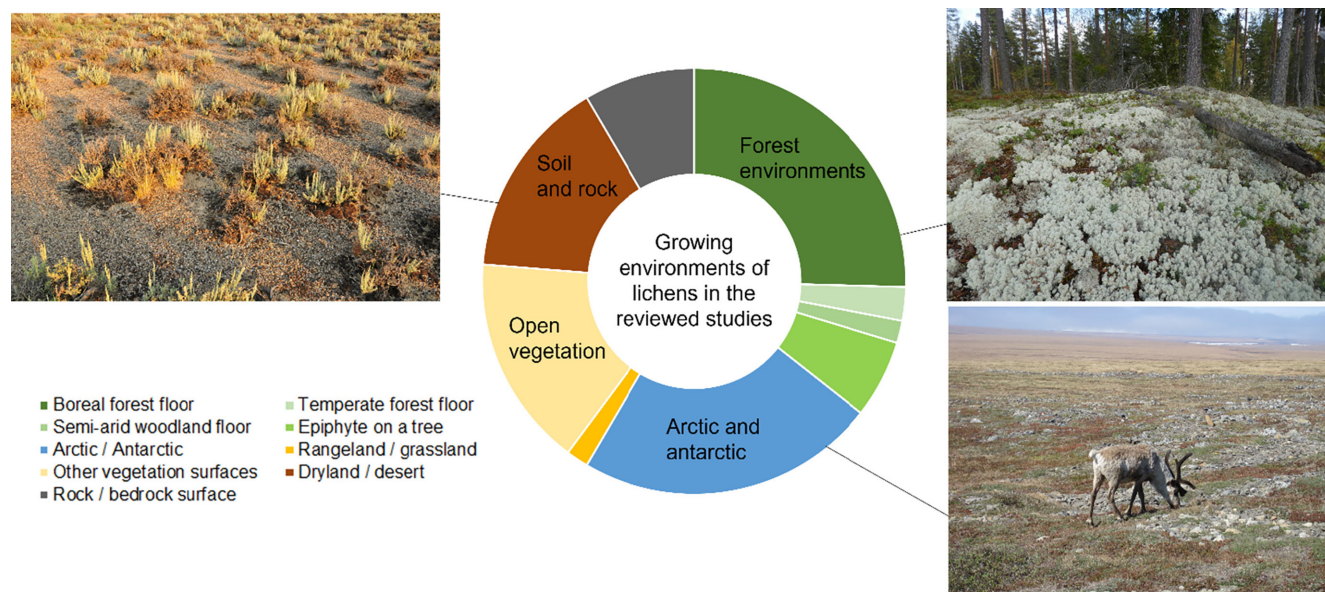 Soil
and rock
Forest
environments
Growing
environments of
lichens in the
reviewed studies
Open
vegetation
Arctic and
antarctic
Boreal forest floor
Temperate forest floor
Semi-arid woodland floor
Epiphyte on a tree
Arctic / Antarctic
Rangeland / grassland
Other vegetation surfaces
Dryland / desert
Rock / bedrock surface